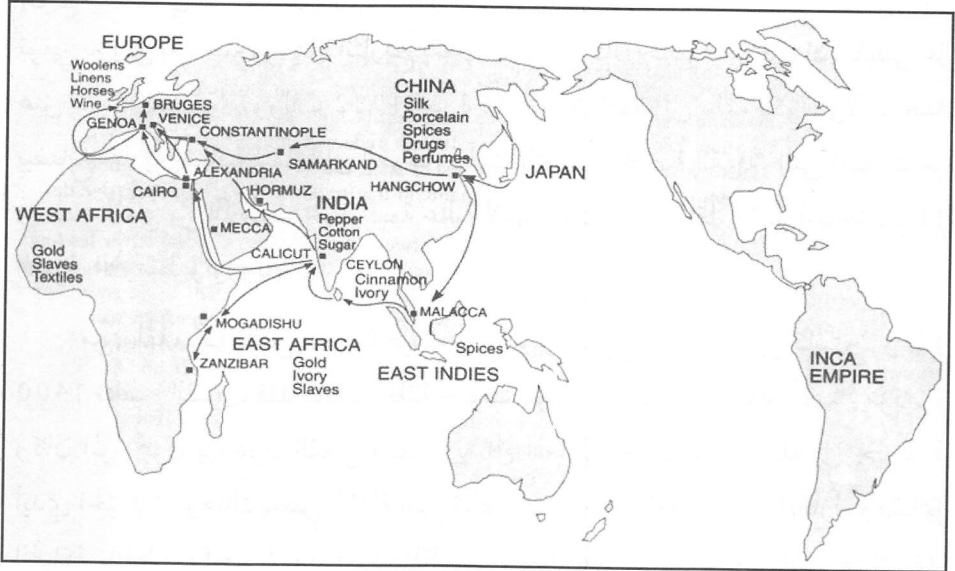 EUROPE
Woolens
Linens
Horses
Wine
BRUGES
VENICE
GENOA
CONSTANTINOPLE
SAMARKAND
CHINA
Silk
Porcelain
Spices
Drugs
Perfumes
HANGCHOW
JAPAN
ALEXANDRIA
CAIRO
HORMUZ
MECCA
INDIA
Pepper
Cotton
Sugar
CALICUT
WEST AFRICA
Gold
Slaves
Textiles
CEYLON
Cinnamon
Ivory
MALACCA
MOGADISHU
ZANZIBAR
EAST AFRICA
Gold
Ivory
Slaves
Spices
EAST INDIES
INCA
EMPIRE